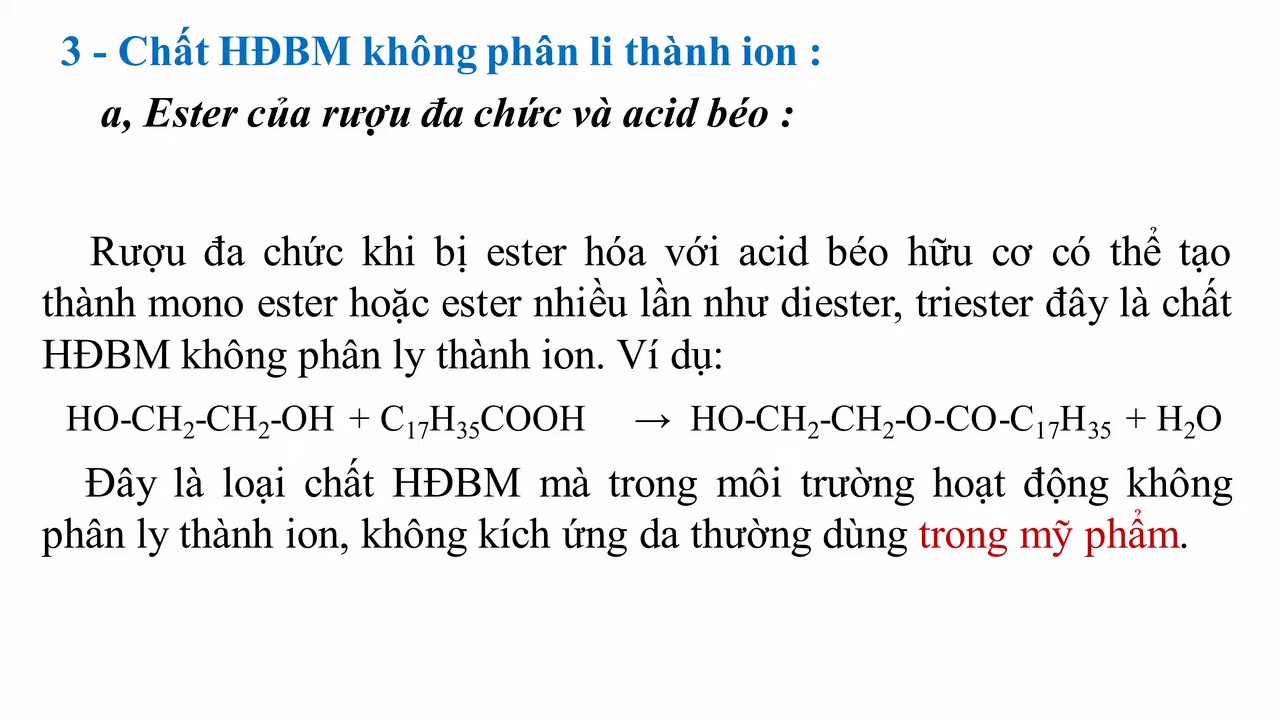 3 - Chất HĐBM không phân li thành ion :
a, Ester của rượu đa chức và acid béo :
Rượu đa chức khi bị ester hóa với acid béo hữu cơ có thể tạo
thành mono ester hoặc ester nhiều lần như diester, triester đây là chất
HĐBM không phân ly thành ion. Ví dụ:
HO-CH₂-CH₂-OH + C₁₇H₃₅COOH → HO-CH₂-CH₂-O-CO-C₁₇H₃₅ + H₂O
Đây là loại chất HĐBM mà trong môi trường hoạt động không
phân ly thành ion, không kích ứng da thường dùng trong mỹ phẩm.